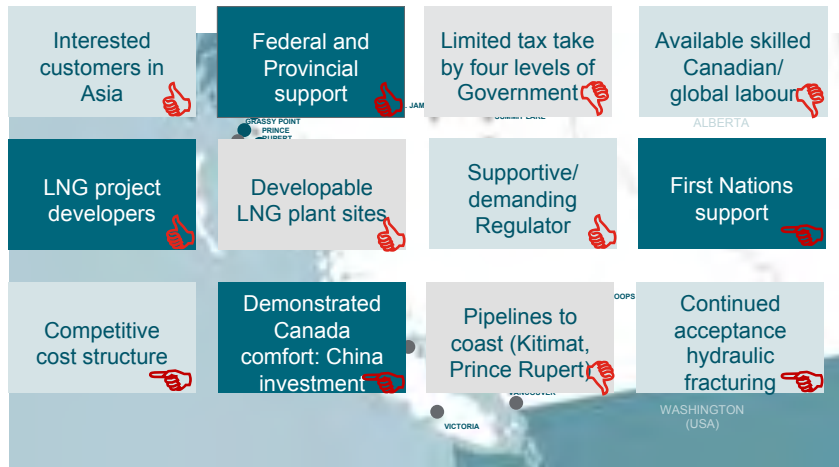 Interested
customers in
Asia
Federal and
Provincial
support
Limited tax take
by four levels of
Government
Available skilled
Canadian/
global labour
GRASSY POINT
PRINCE
RUPERT
SUMMIT LAKE
ALBERTA
LNG project
developers
Developable
LNG plant sites
Supportive/
demanding
Regulator
First Nations
support
Competitive
cost structure
Demonstrated
Canada
comfort: China
investment
Pipelines to
coast (Kitimat,
Prince Rupert)
Continued
acceptance
hydraulic
fracturing
VANCOUVER
VICTORIA
WASHINGTON
(USA)